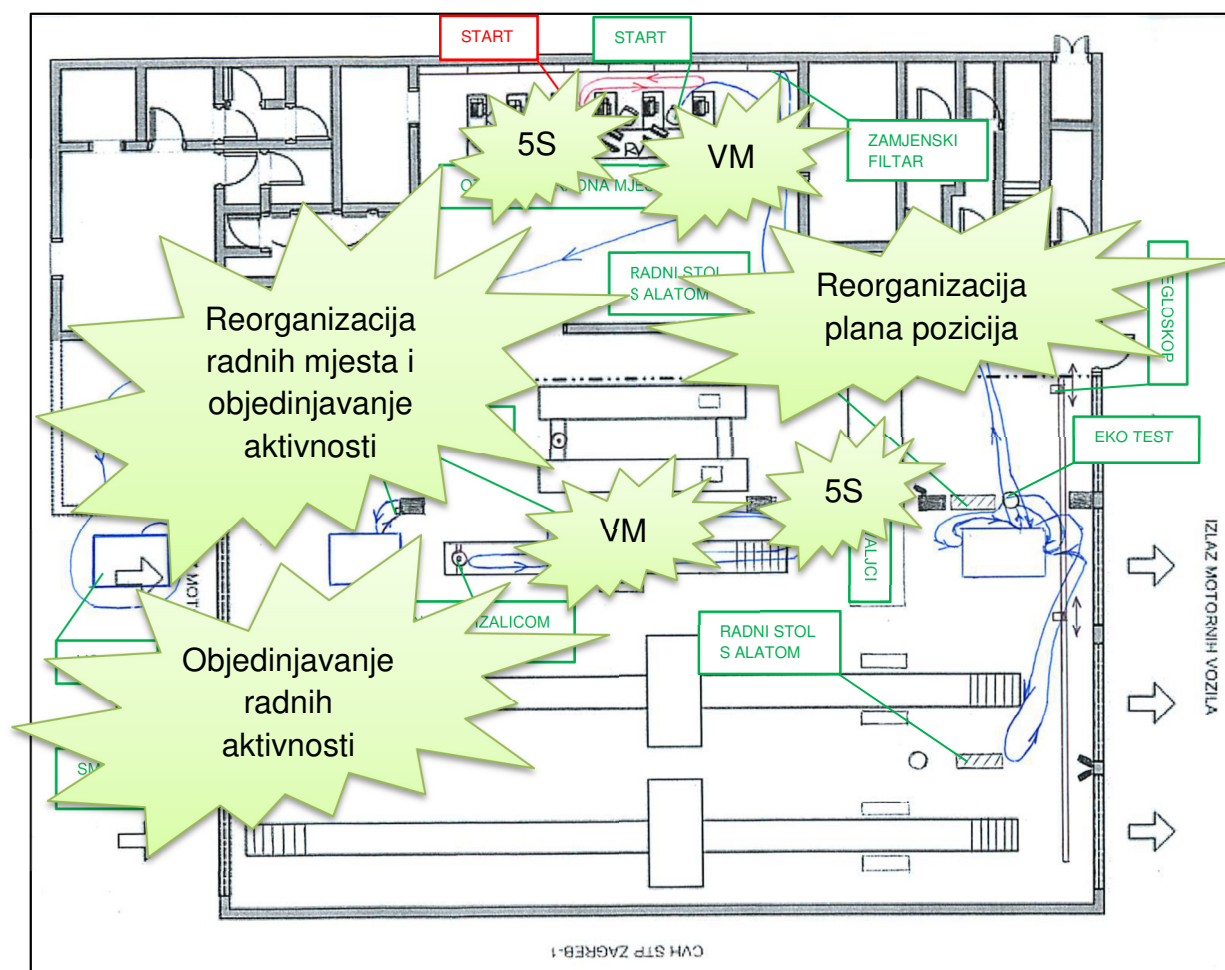 START
START
5S
VM
ZAMJENSKI
FILTAR
RV
RADNI STOL
S ALATOM
Reorganizacija
plana pozicija
Reorganizacija
radnih mjesta i
objedinjavanje
aktivnosti
EKO TEST
5S
VM
IZLAZ MOTORNIH VOZILA
RADNI STOL
S ALATOM
Objedinjavanje
radnih
aktivnosti
CVH STP ZAGREB-1